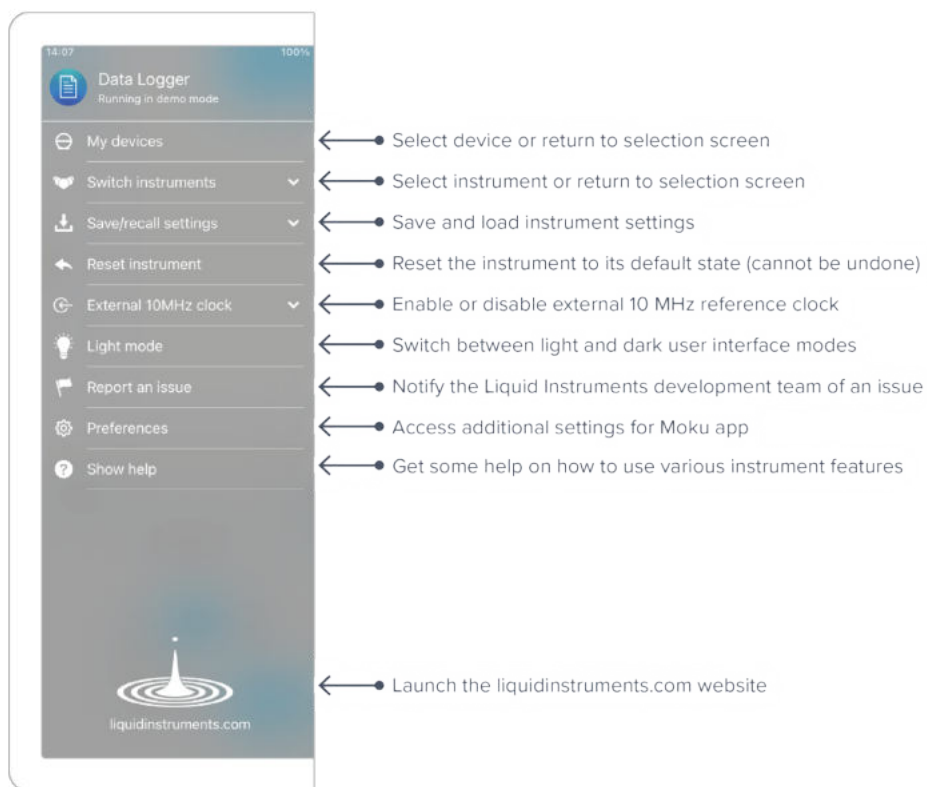 14:07 100%
Data Logger
Running in demo mode
My devices
Select device or return to selection screen
Switch instruments
Select instrument or return to selection screen
Save/recall settings
Save and load instrument settings
Reset instrument
Reset the instrument to its default state (cannot be undone)
External 10MHz clock
Enable or disable external 10 MHz reference clock
Light mode
Switch between light and dark user interface modes
Report an issue
Notify the Liquid Instruments development team of an issue
Preferences
Access additional settings for Moku app
Show help
Get some help on how to use various instrument features
Launch the liquidinstruments.com website
liquidinstruments.com